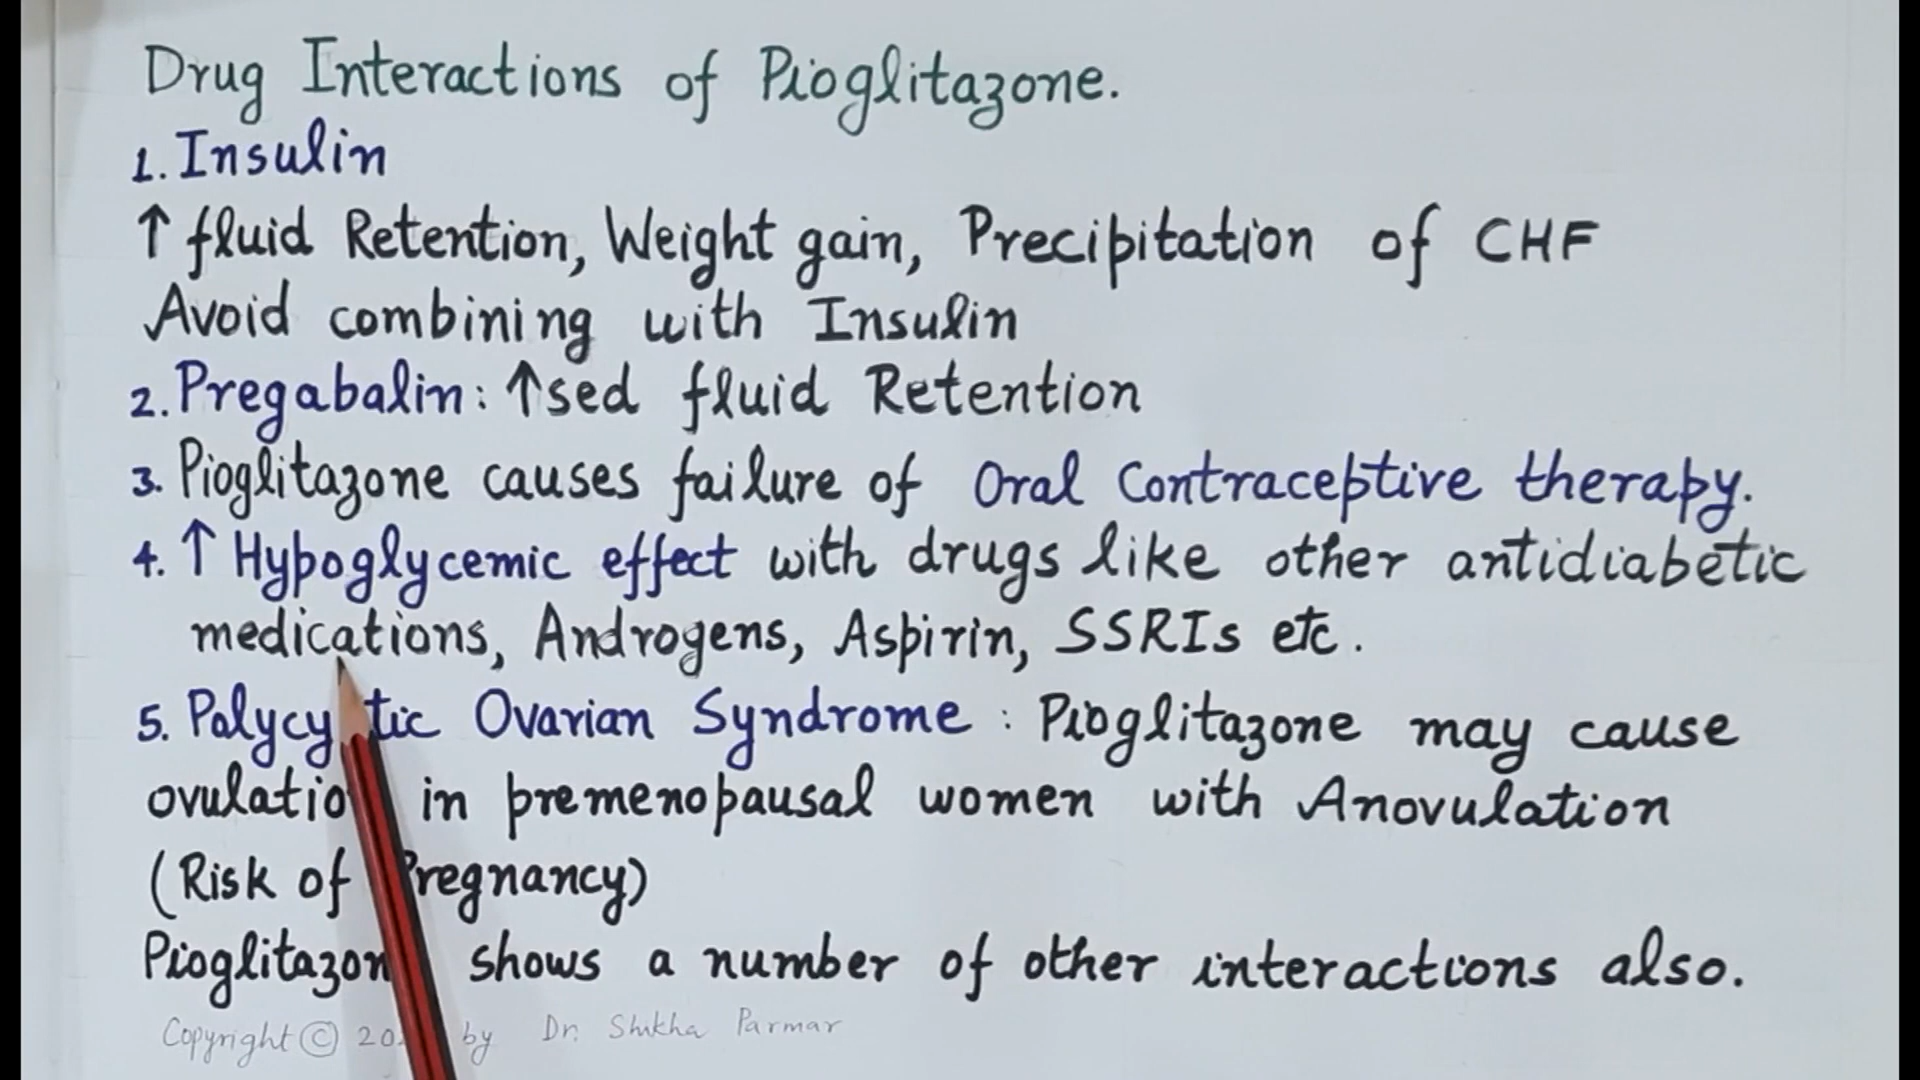 Drug Interactions of Pioglitazone.
1. Insulin
↑ fluid Retention, Weight gain, Precipitation of CHF
Avoid combining with Insulin
2. Pregabalin: ↑sed fluid Retention
3. Pioglitazone causes failure of Oral Contraceptive therapy.
4. ↑ Hypoglycemic effect with drugs like other antidiabetic
medications, Androgens, Aspirin, SSRIs etc.
5. Polycy tic Ovarian Syndrome : Pioglitazone may cause
ovulatio in premenopausal women with Anovulation
(Risk of Pregnancy)
Pioglitazon shows a number of other interactions also.
Copyright © 20 by Dr. Shikha Parmar